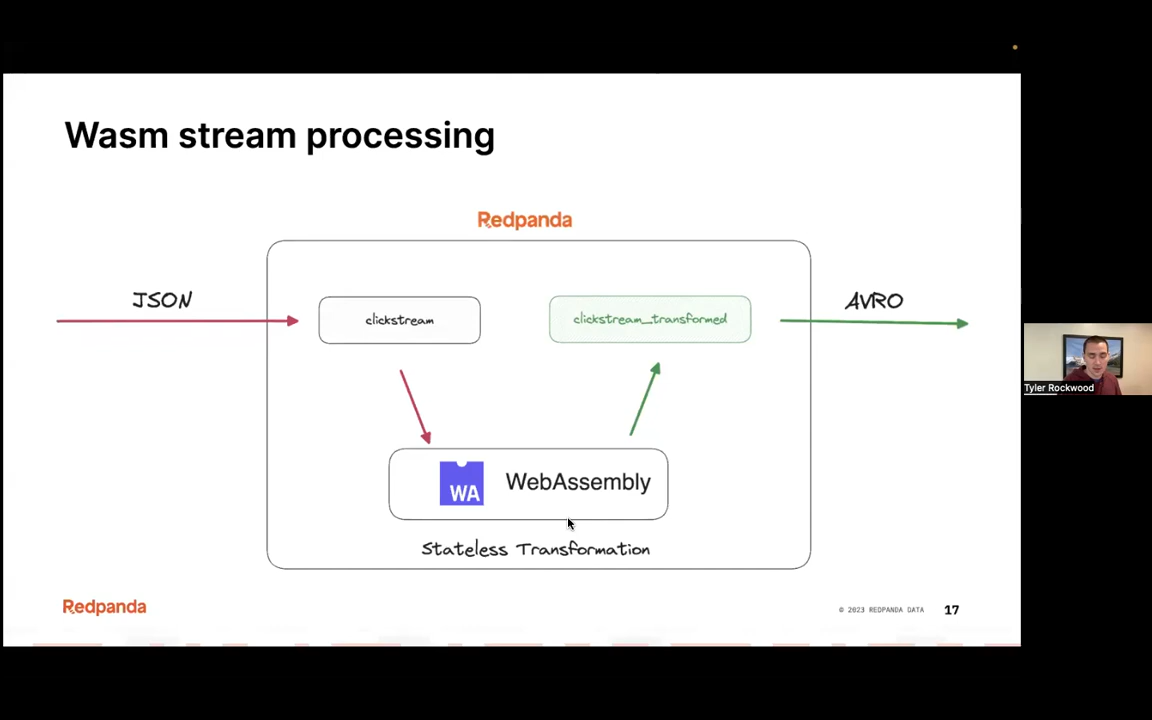 Wasm stream processing
Redpanda
JSON
clickstream
clickstream_transformed
AVRO
WA
WebAssembly
Stateless Transformation
Redpanda
© 2023 REDPANDA DATA
17
Tyler Rockwood